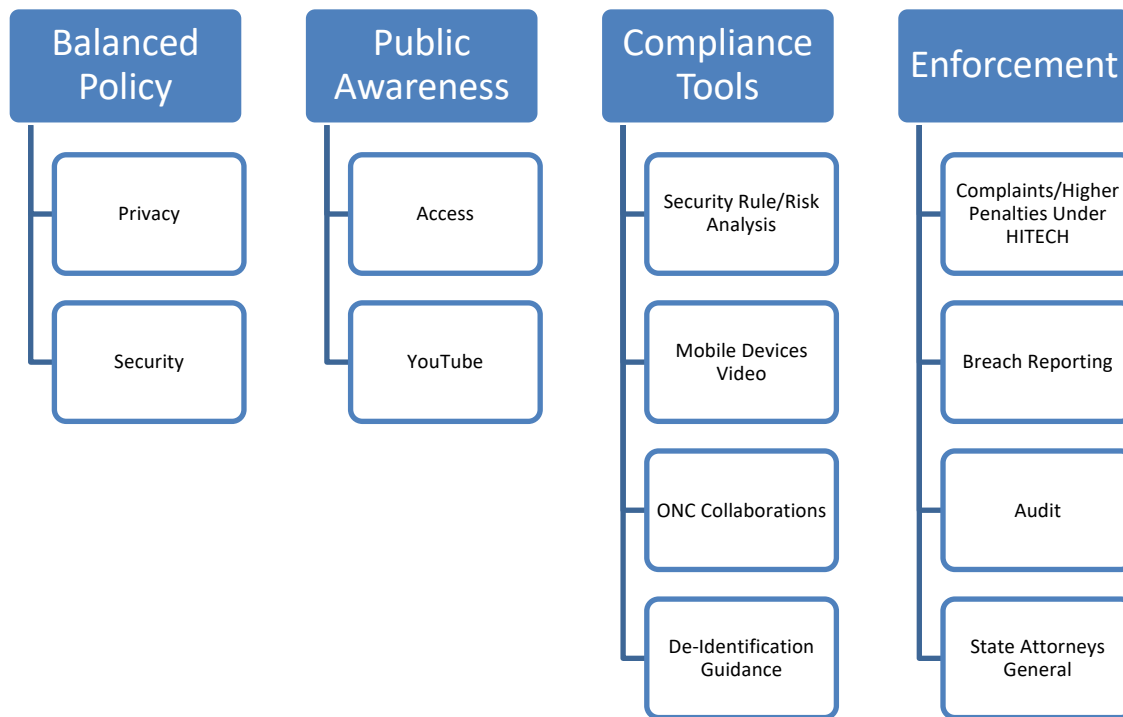 Balanced
Policy
Privacy
Security
Public
Awareness
Access
YouTube
Compliance
Tools
Security Rule/Risk
Analysis
Mobile Devices
Video
ONC Collaborations
De-Identification
Guidance
Enforcement
Complaints/Higher
Penalties Under
HITECH
Breach Reporting
Audit
State Attorneys
General